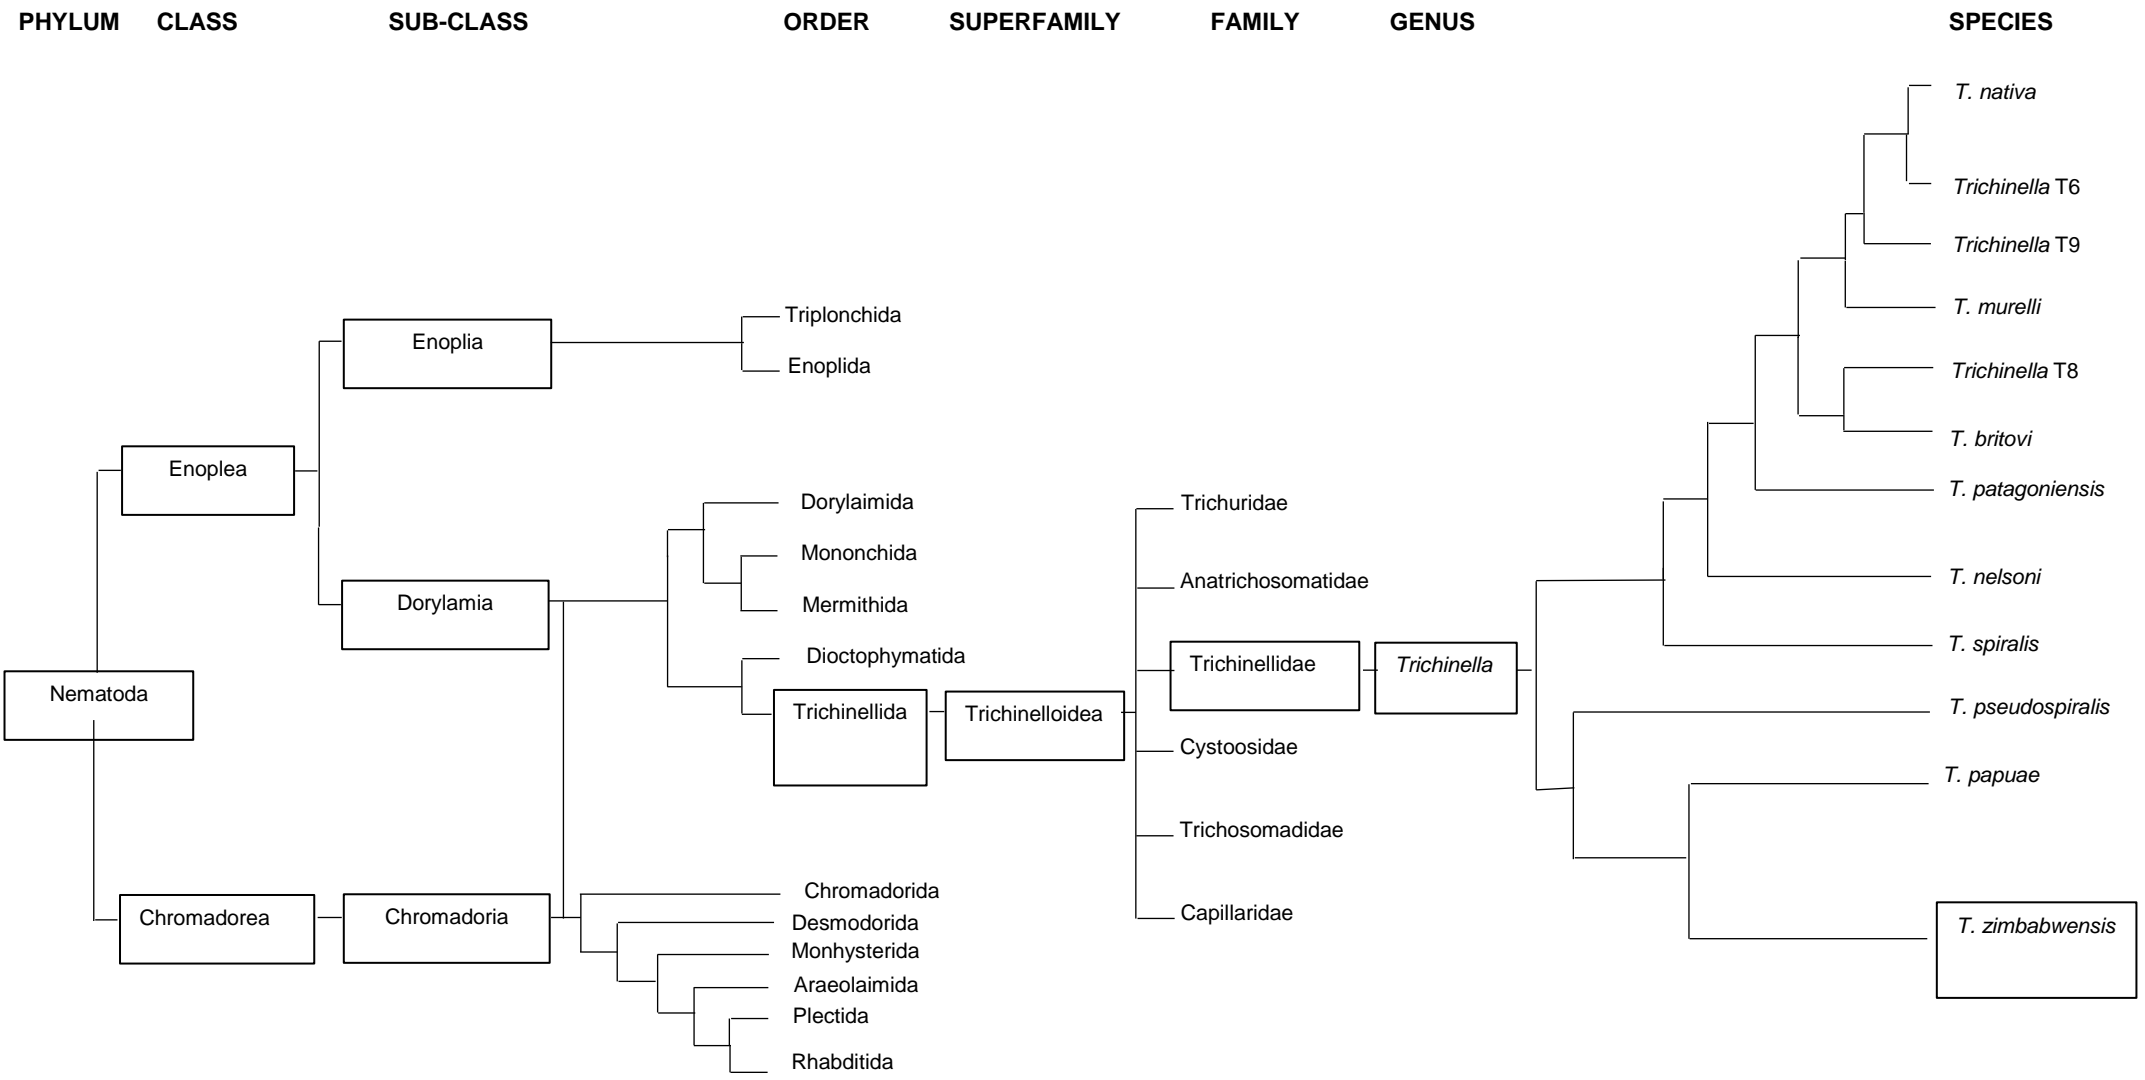 PHYLUM CLASS SUB-CLASS ORDER SUPERFAMILY FAMILY GENUS SPECIES
T. nativa
Trichinella T6
Trichinella T9
T. murelli
Trichinella T8
T. britovi
T. patagoniensis
T. nelsoni
T. spiralis
T. pseudospiralis
T. papuae
T. zimbabwensis
Triplonchida
Enoplia
Enoplida
Enoplea
Dorylaimida
Mononchida
Dorylamia
Mermithida
Dioctophymatida
Nematoda
Trichinellida
Trichinelloidea
Trichuridae
Anatrichosomatidae
Trichinellidae
Trichinella
Cystoosidae
Trichosomadidae
Capillaridae
Chromadorea
Chromadoria
Chromadorida
Desmodorida
Monhysterida
Araeolaimida
Plectida
Rhabditida